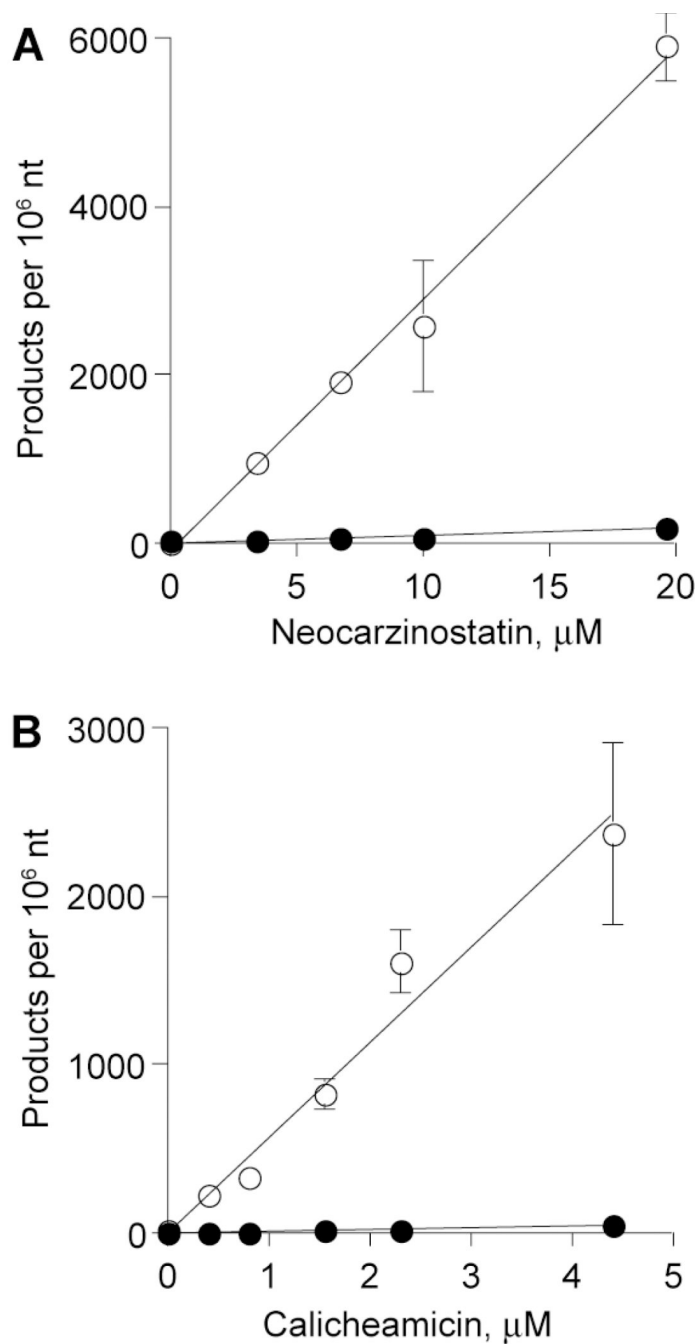 A
6000
4000
2000
0
Products per 10⁶ nt
0 5 10 15 20
Neocarzinostatin, μM
B
3000
2000
1000
0
Products per 10⁶ nt
0 1 2 3 4 5
Calicheamicin, μM